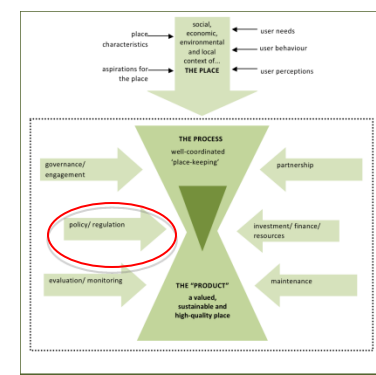 social,
economic,
environmental
and local
context of...
THE PLACE
place
characteristics
aspirations for
the place
user needs
user behaviour
user perceptions
THE PROCESS
well-coordinated
'place-keeping'
governance/
engagement
partnership
policy/ regulation
investment/ finance/
resources
evaluation/ monitoring
maintenance
THE "PRODUCT"
a valued,
sustainable and
high-quality place